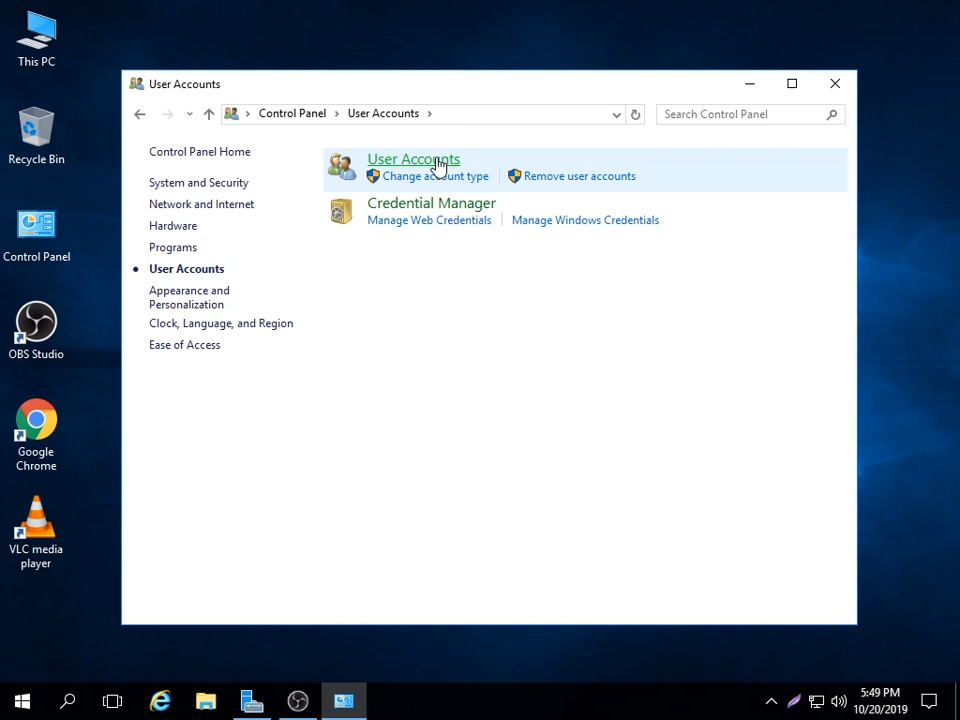 This PC
Recycle Bin
Control Panel
OBS Studio
Google
Chrome
VLC media
player
User Accounts
Control Panel > User Accounts >
Search Control Panel
Control Panel Home
System and Security
Network and Internet
Hardware
Programs
User Accounts
Appearance and
Personalization
Clock, Language, and Region
Ease of Access
User Accounts
Change account type
Remove user accounts
Credential Manager
Manage Web Credentials
Manage Windows Credentials
5:49 PM
10/20/2019